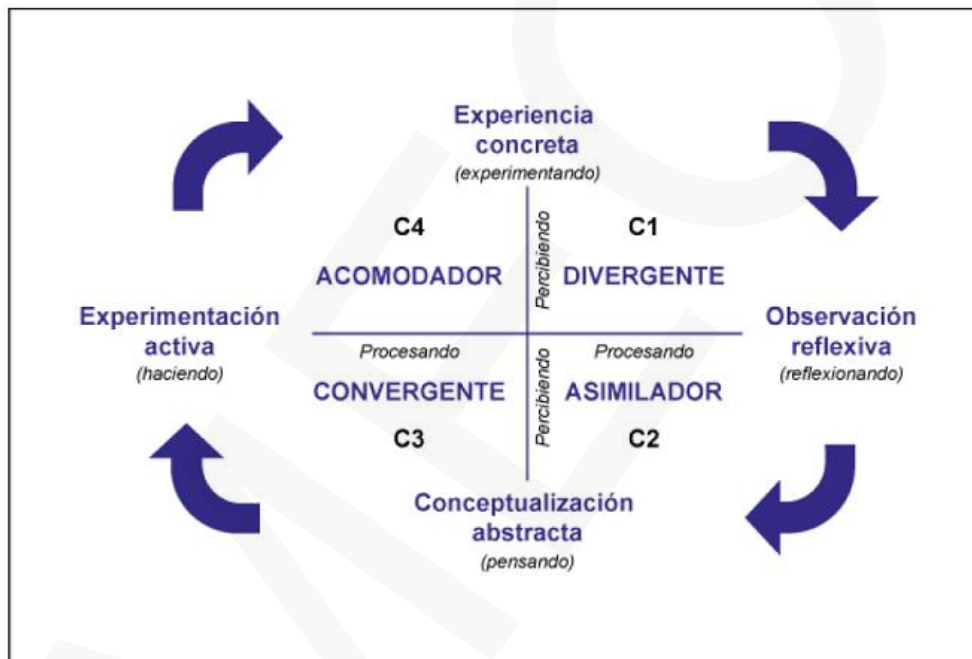 Experiencia
concreta
(experimentando)
C4
Percibiendo
C1
ACOMODADOR
DIVERGENTE
Experimentación
activa
(haciendo)
Observación
reflexiva
(reflexionando)
Procesando
Percibiendo
Procesando
CONVERGENTE
ASIMILADOR
C3
C2
Conceptualización
abstracta
(pensando)